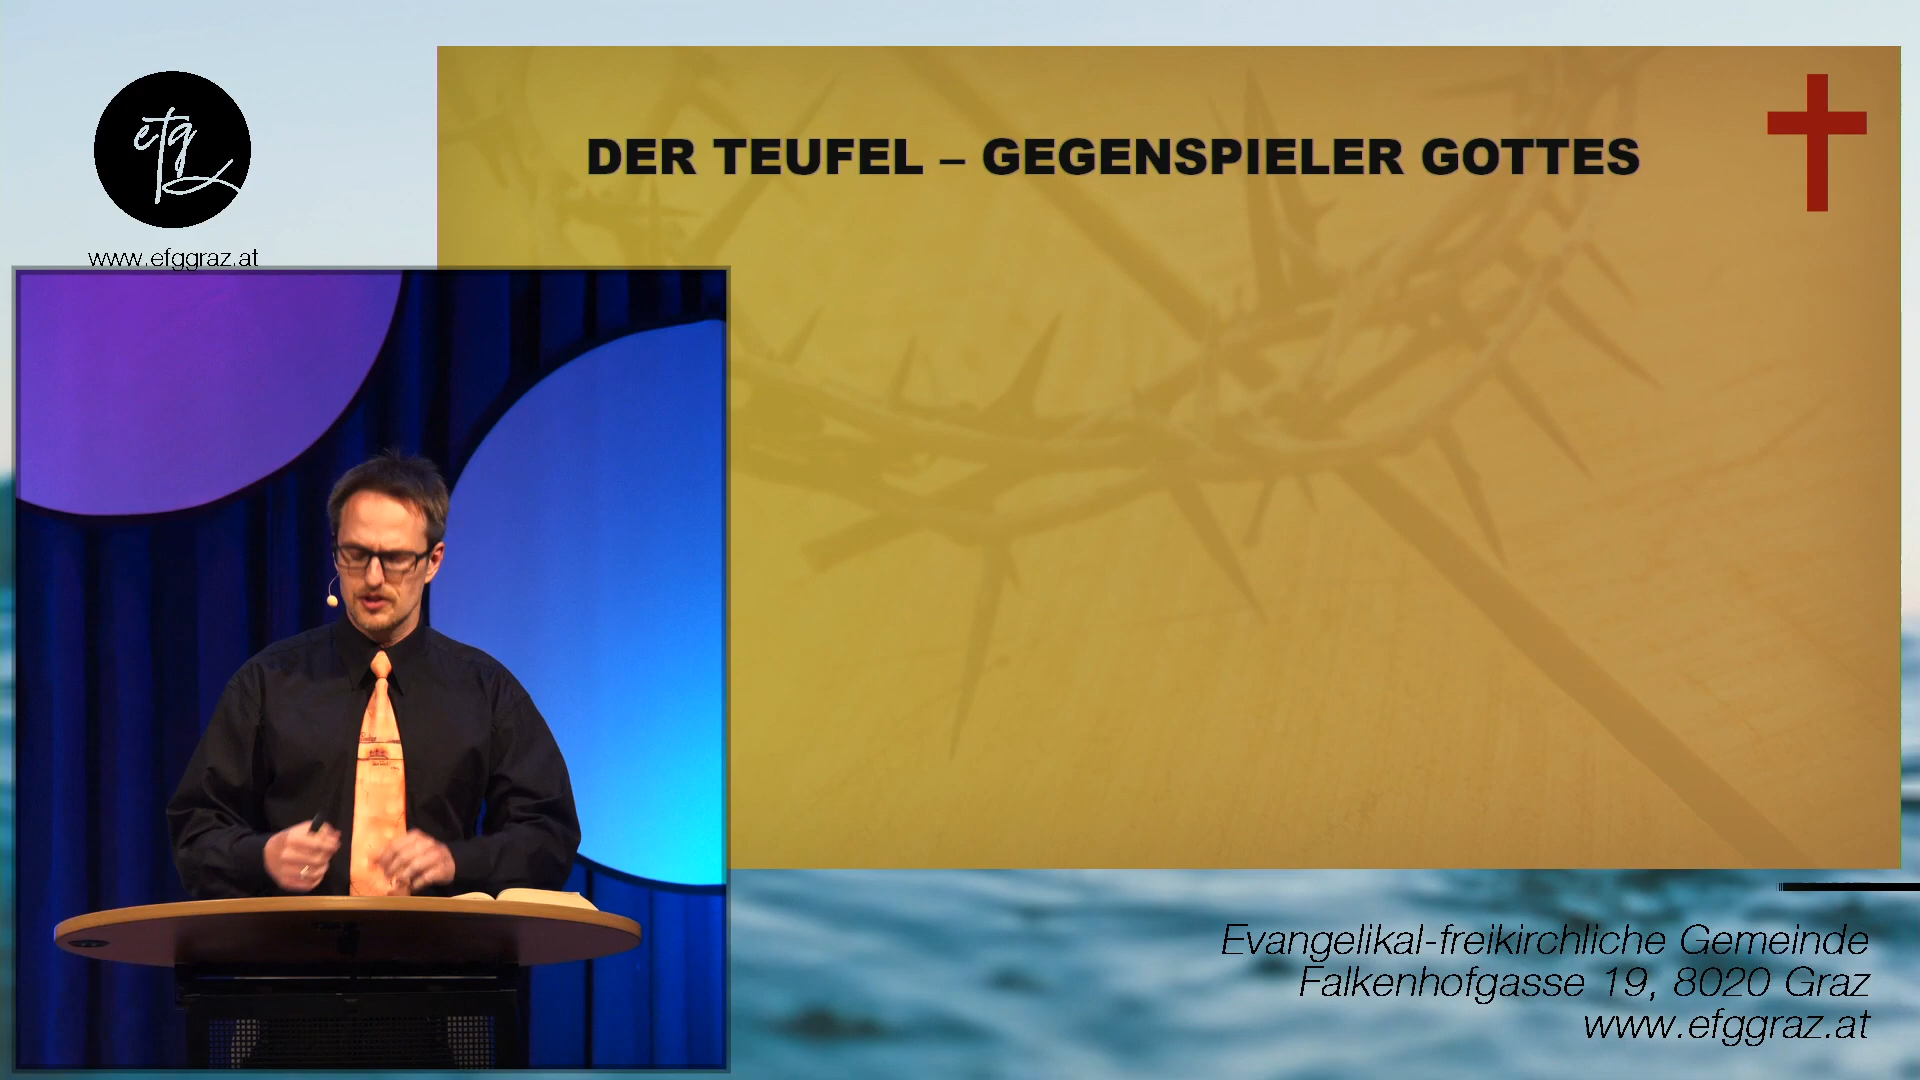 efg
www.efggraz.at
DER TEUFEL – GEGENSPIELER GOTTES
Evangelikal-freikirchliche Gemeinde
Falkenhofgasse 19, 8020 Graz
www.efggraz.at